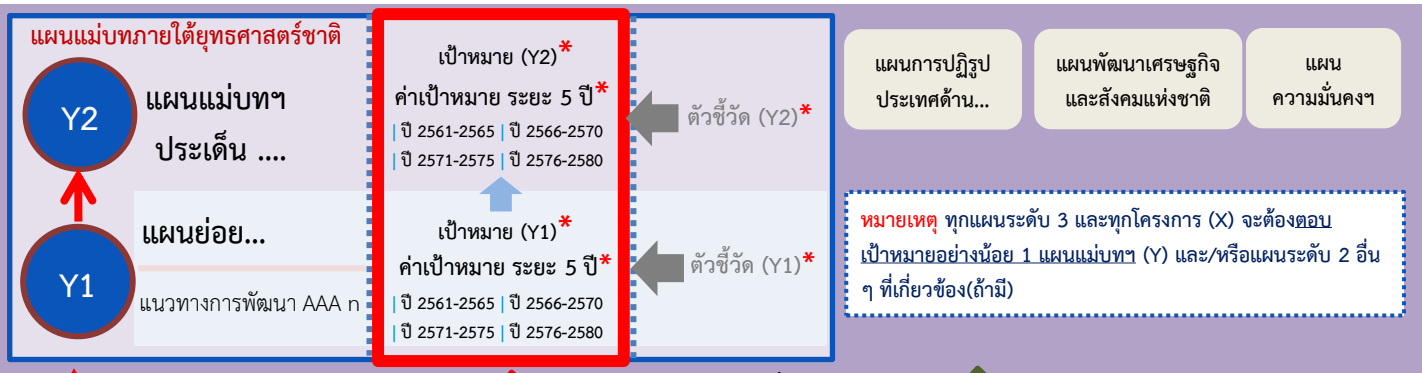 แผนแม่บทภายใต้ยุทธศาสตร์ชาติ
Y2
แผนแม่บทฯ
ประเด็น ....
เป้าหมาย (Y2)*
ค่าเป้าหมาย ระยะ 5 ปี*
| ปี 2561-2565 | ปี 2566-2570
| ปี 2571-2575 | ปี 2576-2580
ตัวชี้วัด (Y2)*
Y1
แผนย่อย...
แนวทางการพัฒนา AAA n
เป้าหมาย (Y1)*
ค่าเป้าหมาย ระยะ 5 ปี*
| ปี 2561-2565 | ปี 2566-2570
| ปี 2571-2575 | ปี 2576-2580
ตัวชี้วัด (Y1)*
แผนการปฏิรูป
ประเทศด้าน...
แผนพัฒนาเศรษฐกิจ
และสังคมแห่งชาติ
แผน
ความมั่นคงฯ
หมายเหตุ ทุกแผนระดับ 3 และทุกโครงการ (X) จะต้องตอบ
เป้าหมายอย่างน้อย 1 แผนแม่บทฯ (Y) และ/หรือแผนระดับ 2 อื่น
ๆ ที่เกี่ยวข้อง(ถ้ามี)